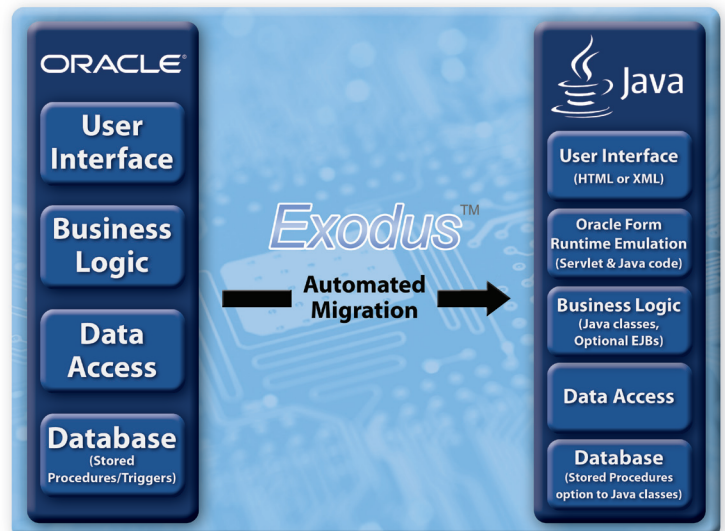 ORACLE®
User
Interface
Business
Logic
Data
Access
Database
(Stored
Procedures/Triggers)
Exodus™
Automated
Migration
Java
User Interface
(HTML or XML)
Oracle Form
Runtime Emulation
(Servlet & Java code)
Business Logic
(Java classes,
Optional EJBs)
Data Access
Database
(Stored Procedures
option to Java classes)